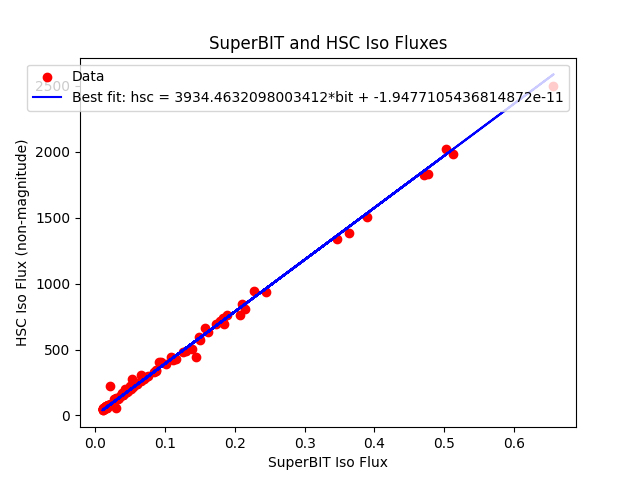 SuperBIT and HSC Iso Fluxes
Data
Best fit: hsc = 3934.4632098003412*bit + -1.9477105436814872e-11
HSC Iso Flux (non-magnitude)
2500
2000
1500
1000
500
0
0.0 0.1 0.2 0.3 0.4 0.5 0.6
SuperBIT Iso Flux